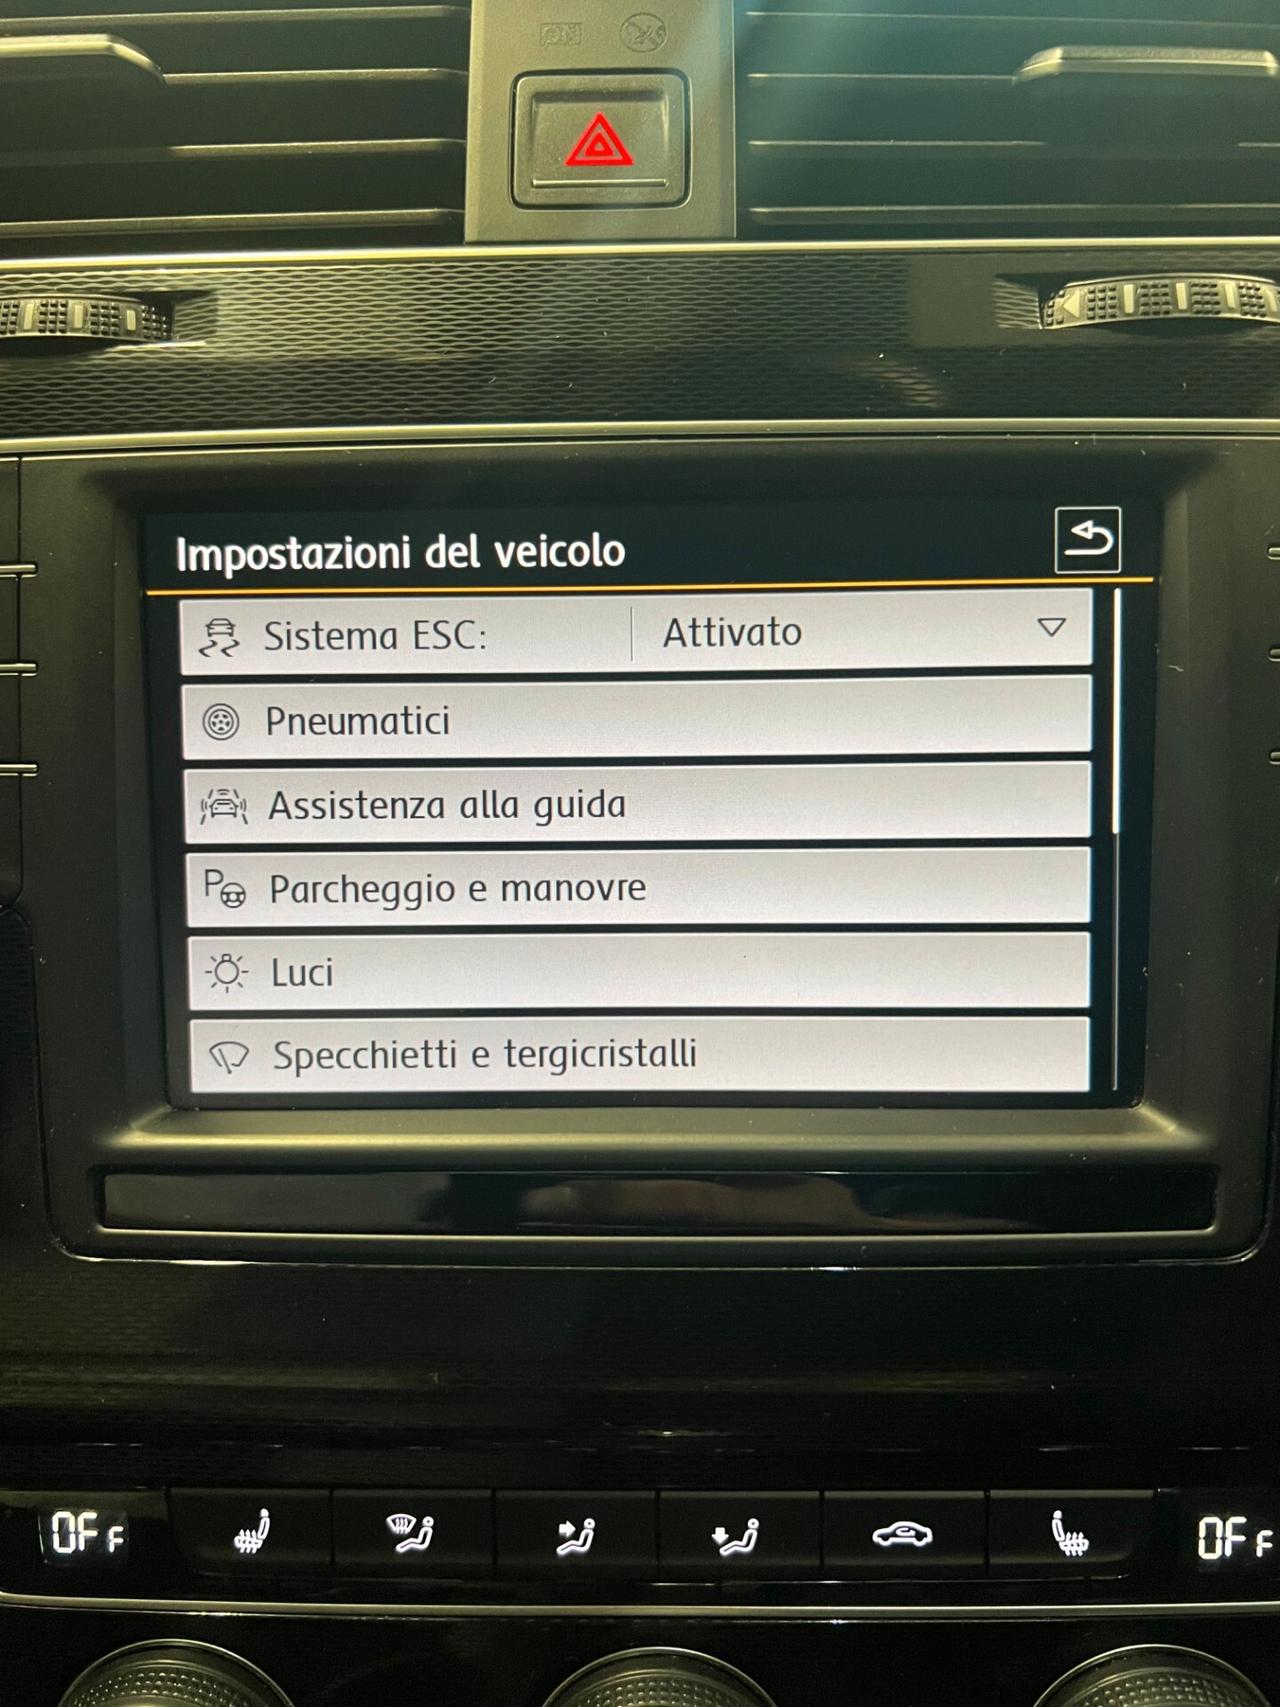 Impostazioni del veicolo
Sistema ESC: Attivato
Pneumatici
Assistenza alla guida
Parcheggio e manovre
Luci
Specchietti e tergicristalli
OFF OFF